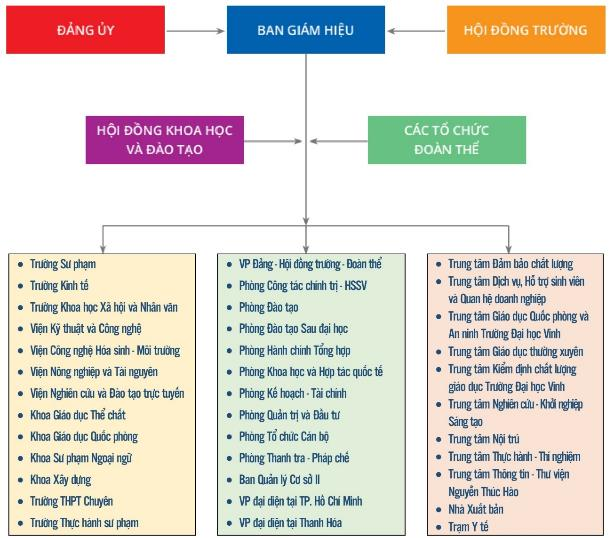 ĐẢNG ỦY
BAN GIÁM HIỆU
HỘI ĐỒNG TRƯỜNG
HỘI ĐỒNG KHOA HỌC
VÀ ĐÀO TẠO
CÁC TỔ CHỨC
ĐOÀN THỂ
• Trường Sư phạm
• Trường Kinh tế
• Trường Khoa học Xã hội và Nhân văn
• Viện Kỹ thuật và Công nghệ
• Viện Công nghệ Hóa sinh - Môi trường
• Viện Nông nghiệp và Tài nguyên
• Viện Nghiên cứu và Đào tạo trực tuyến
• Khoa Giáo dục Thể chất
• Khoa Giáo dục Quốc phòng
• Khoa Sư phạm Ngoại ngữ
• Khoa Xây dựng
• Trường THPT Chuyên
• Trường Thực hành sư phạm
• VP Đảng - Hội đồng trường - Đoàn thể
• Phòng Công tác chính trị - HSSV
• Phòng Đào tạo
• Phòng Đào tạo Sau đại học
• Phòng Hành chính Tổng hợp
• Phòng Khoa học và Hợp tác quốc tế
• Phòng Kế hoạch - Tài chính
• Phòng Quản trị và Đầu tư
• Phòng Tổ chức Cán bộ
• Phòng Thanh tra - Pháp chế
• Ban Quản lý Cơ sở II
• VP đại diện tại TP. Hồ Chí Minh
• VP đại diện tại Thanh Hóa
• Trung tâm Đảm bảo chất lượng
• Trung tâm Dịch vụ, Hỗ trợ sinh viên
và Quan hệ doanh nghiệp
• Trung tâm Giáo dục Quốc phòng và
An ninh Trường Đại học Vinh
• Trung tâm Giáo dục thường xuyên
• Trung tâm Kiểm định chất lượng
giáo dục Trường Đại học Vinh
• Trung tâm Nghiên cứu - Khởi nghiệp
Sáng tạo
• Trung tâm Nội trú
• Trung tâm Thực hành - Thí nghiệm
• Trung tâm Thông tin - Thư viện
Nguyễn Thúc Hào
• Nhà Xuất bản
• Trạm Y tế